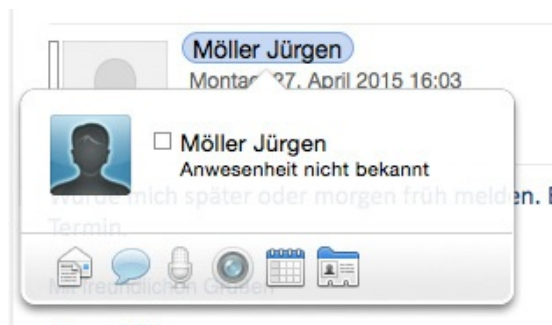 Möller Jürgen
Montag 27. April 2015 16:03
Möller Jürgen
Anwesenheit nicht bekannt
Würde mich später oder morgen früh melden. E
Termin.
Mit freundlichen Grüßen